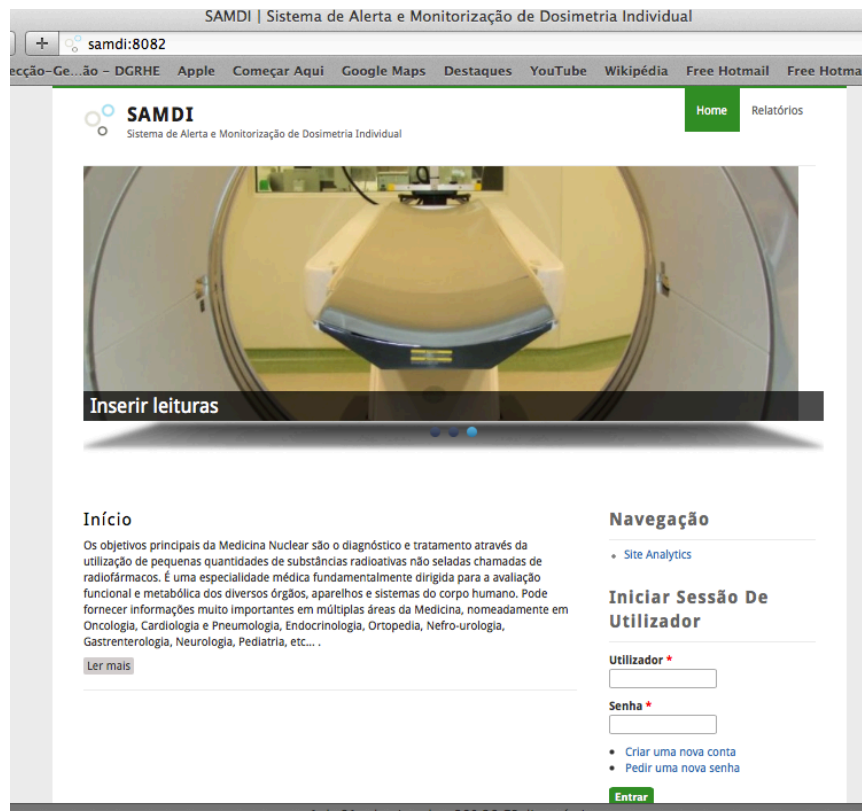 SAMDI | Sistema de Alerta e Monitorização de Dosimetria Individual
samdi:8082
ecção-Ge...ão – DGRHE Apple Começar Aqui Google Maps Destaques YouTube Wikipédia Free Hotmail Free Hotma
SAMDI
Sistema de Alerta e Monitorização de Dosimetria Individual
Home Relatórios
Inserir leituras
Início
Os objetivos principais da Medicina Nuclear são o diagnóstico e tratamento através da
utilização de pequenas quantidades de substâncias radioativas não seladas chamadas de
radiofármacos. É uma especialidade médica fundamentalmente dirigida para a avaliação
funcional e metabólica dos diversos órgãos, aparelhos e sistemas do corpo humano. Pode
fornecer informações muito importantes em múltiplas áreas da Medicina, nomeadamente em
Oncologia, Cardiologia e Pneumologia, Endocrinologia, Ortopedia, Nefro-urologia,
Gastrenterologia, Neurologia, Pediatria, etc... .
Ler mais
Navegação
Site Analytics
Iniciar Sessão De
Utilizador
Utilizador *
Senha *
Criar uma nova conta
Pedir uma nova senha
Entrar